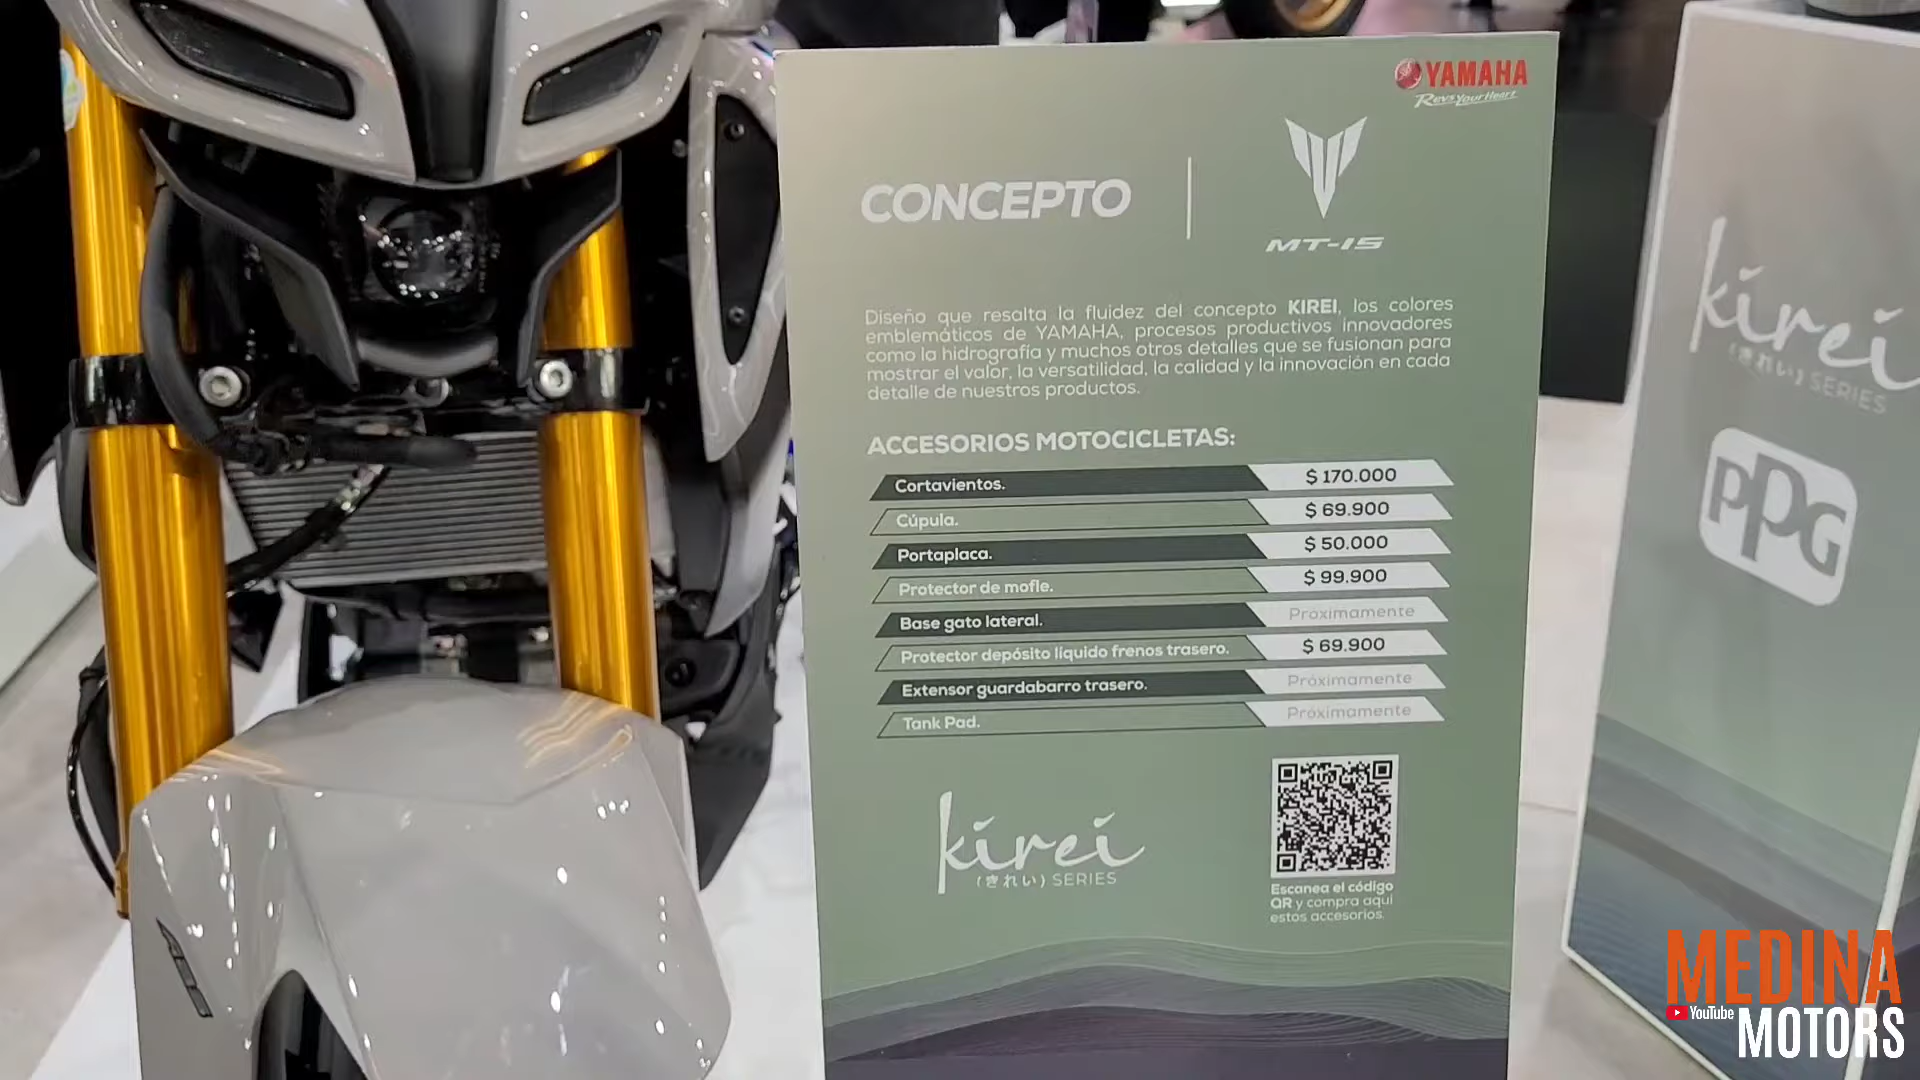 YAMAHA
Revs Your Heart
CONCEPTO
MT-15
Diseño que resalta la fluidez del concepto KIREI, los colores
emblemáticos de YAMAHA, procesos productivos innovadores
como la hidrografía y muchos otros detalles que se fusionan para
mostrar el valor, la versatilidad, la calidad y la innovación en cada
detalle de nuestros productos.
ACCESORIOS MOTOCICLETAS:
Cortavientos. $ 170.000
Cúpula. $ 69.900
Portaplaca. $ 50.000
Protector de mofle. $ 99.900
Base gato lateral. Próximamente
Protector depósito líquido frenos trasero. $ 69.900
Extensor guardabarro trasero. Próximamente
Tank Pad. Próximamente
kirei
(きれい) SERIES
Escanea el código
QR y compra aquí
estos accesorios.
kirei
(きれい) SERIES
PPG
MEDINA
YouTube
MOTORS